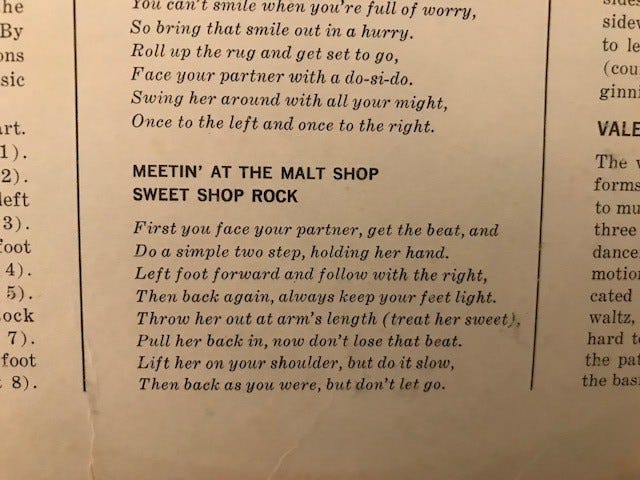 the
By
ons
sic
art.
1).
2).
left
3).
foot
4).
5).
ock
7).
foot
8).
You can't smile when you're full of worry,
So bring that smile out in a hurry.
Roll up the rug and get set to go,
Face your partner with a do-si-do.
Swing her around with all your might,
Once to the left and once to the right.
MEETIN' AT THE MALT SHOP
SWEET SHOP ROCK
First you face your partner, get the beat, and
Do a simple two step, holding her hand.
Left foot forward and follow with the right,
Then back again, always keep your feet light.
Throw her out at arm's length (treat her sweet),
Pull her back in, now don't lose that beat.
Lift her on your shoulder, but do it slow,
Then back as you were, but don't let go.
sides
sidew
to le
(cou
ginni
VALE
The v
forms
to mu
three
dance
motion
cated
waltz,
hard to
the pat
the bas